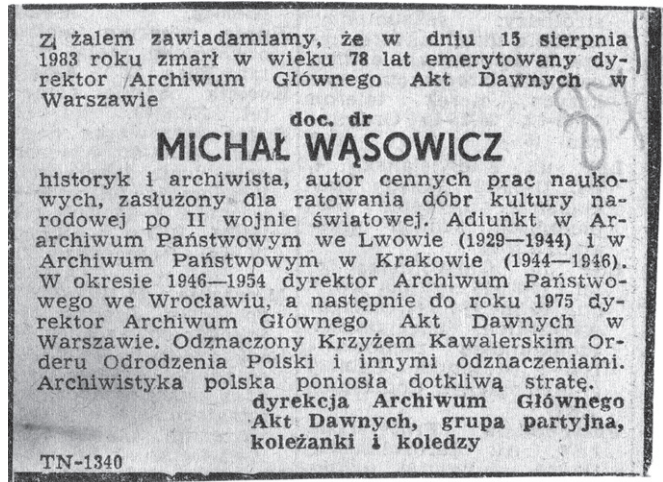 Z żalem zawiadamiamy, że w dniu 15 sierpnia
1983 roku zmarł w wieku 78 lat emerytowany dy-
rektor Archiwum Głównego Akt Dawnych w
Warszawie
doc. dr
MICHAŁ WĄSOWICZ
historyk i archiwista, autor cennych prac nauko-
wych, zasłużony dla ratowania dóbr kultury na-
rodowej po II wojnie światowej. Adiunkt w Ar-
archiwum Państwowym we Lwowie (1929—1944) i w
Archiwum Państwowym w Krakowie (1944—1946).
W okresie 1946—1954 dyrektor Archiwum Państwo-
wego we Wrocławiu, a następnie do roku 1975 dy-
rektor Archiwum Głównego Akt Dawnych w
Warszawie. Odznaczony Krzyżem Kawalerskim Or-
deru Odrodzenia Polski i innymi odznaczeniami.
Archiwistyka polska poniosła dotkliwą stratę.
dyrekcja Archiwum Głównego
Akt Dawnych, grupa partyjna,
koleżanki i koledzy
TN-1340